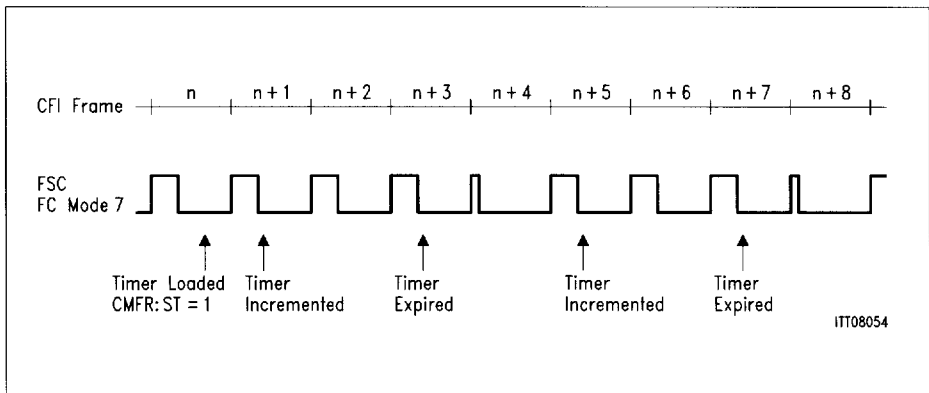 n n + 1 n + 2 n + 3 n + 4 n + 5 n + 6 n + 7 n + 8
CFI Frame
FSC
FC Mode 7
Timer Loaded
CMFR: ST = 1
Timer
Incremented
Timer
Expired
Timer
Incremented
Timer
Expired
ITT08054